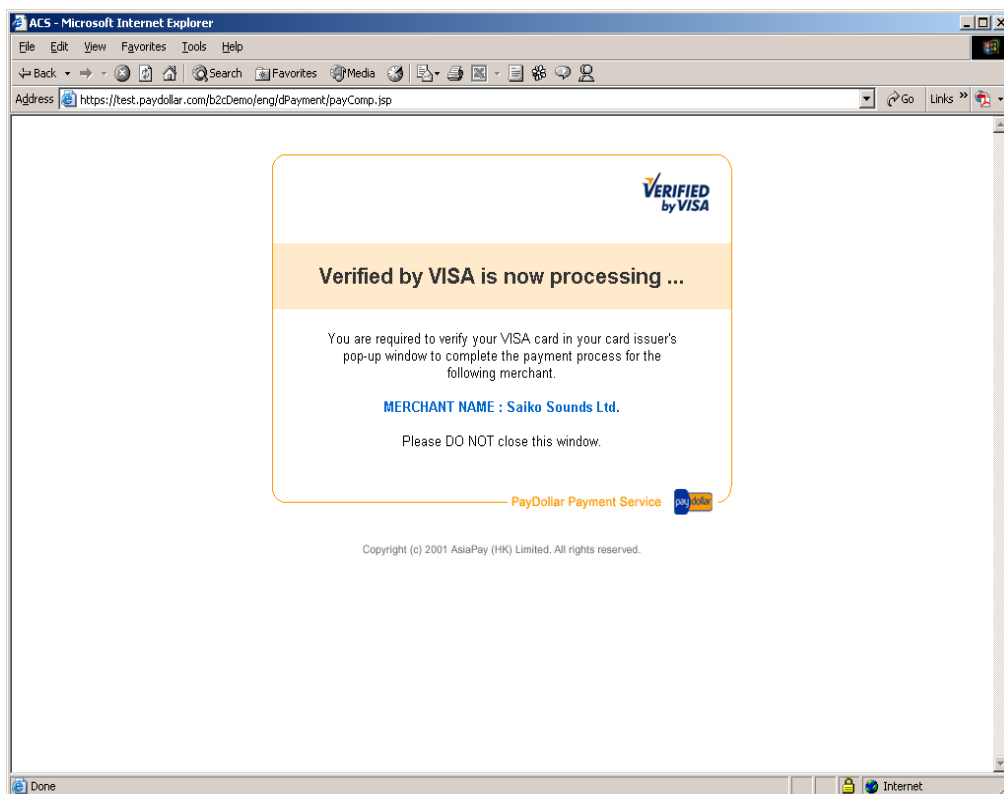 ACS - Microsoft Internet Explorer
File Edit View Favorites Tools Help
Back Search Favorites Media
Address https://test.paydollar.com/b2cDemo/eng/dPayment/payComp.jsp Go Links »
VERIFIED
by VISA
Verified by VISA is now processing ...
You are required to verify your VISA card in your card issuer's
pop-up window to complete the payment process for the
following merchant.
MERCHANT NAME : Saiko Sounds Ltd.
Please DO NOT close this window.
PayDollar Payment Service paydollar
Copyright (c) 2001 AsiaPay (HK) Limited. All rights reserved.
Done Internet